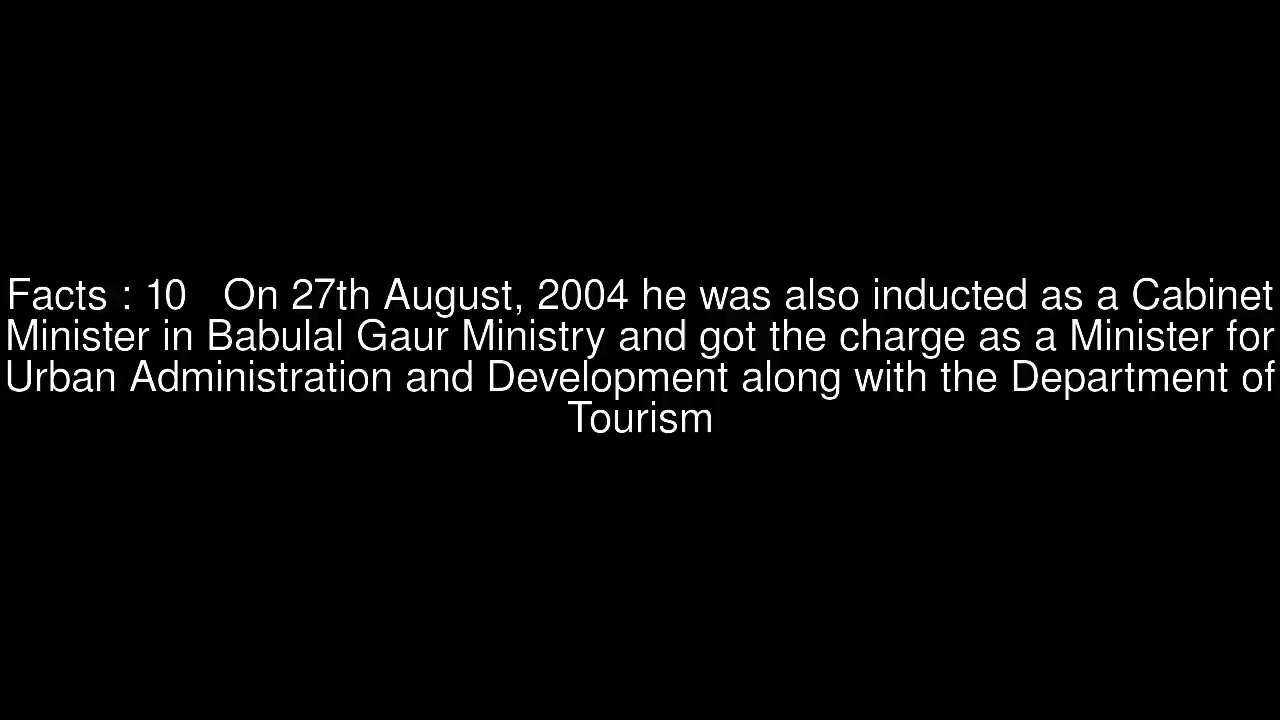 Facts : 10   On 27th August, 2004 he was also inducted as a Cabinet
Minister in Babulal Gaur Ministry and got the charge as a Minister for
Urban Administration and Development along with the Department of
Tourism